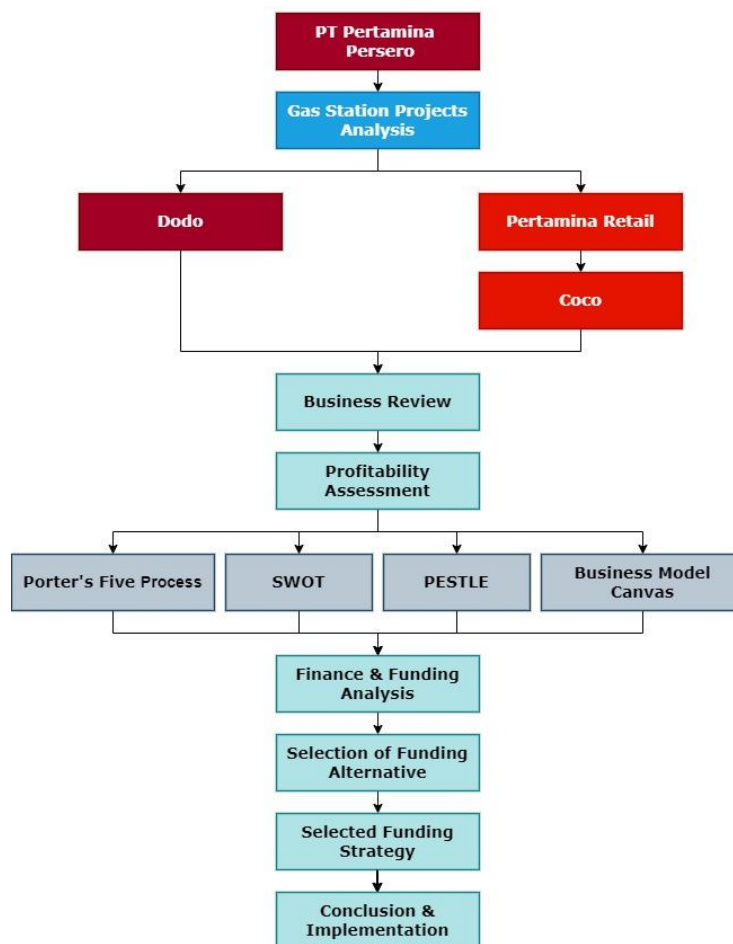 PT Pertamina
Persero
Gas Station Projects
Analysis
Dodo
Pertamina Retail
Coco
Business Review
Profitability
Assessment
Porter's Five Process
SWOT
PESTLE
Business Model
Canvas
Finance & Funding
Analysis
Selection of Funding
Alternative
Selected Funding
Strategy
Conclusion &
Implementation